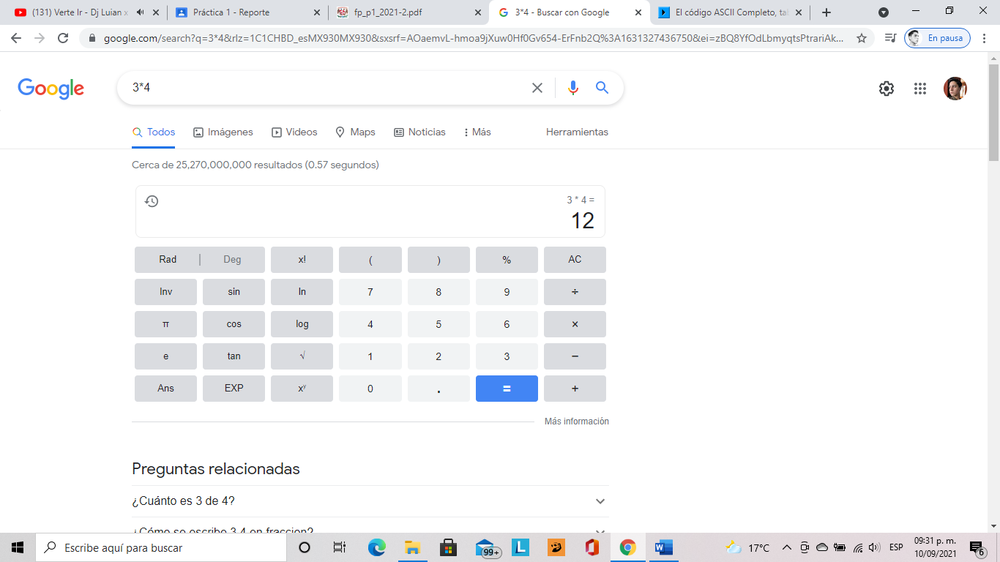 (131) Verte Ir - Dj Luian x
Práctica 1 - Reporte
fp_p1_2021-2.pdf
3*4 - Buscar con Google
El código ASCII Completo, tal
google.com/search?q=3*4&rlz=1C1CHBD_esMX930MX930&sxsrf=AOaemvL-hmoa9jXuw0Hf0Gv654-ErFnb2Q%3A1631327436750&ei=zBQ8YfOdLbmyqtsPtrariAk...
En pausa
Google
3*4
Todos
Imágenes
Videos
Maps
Noticias
Más
Herramientas
Cerca de 25,270,000,000 resultados (0.57 segundos)
3 * 4 =
12
Rad | Deg x! ( ) % AC
Inv sin ln 7 8 9 ÷
π cos log 4 5 6 ×
e tan √ 1 2 3 −
Ans EXP xʸ 0 . = +
Más información
Preguntas relacionadas
¿Cuánto es 3 de 4?
¿Cómo se escribe 3.4 en fraccion?
Escribe aquí para buscar
99+
L
17°C
ESP
09:31 p. m.
10/09/2021
6